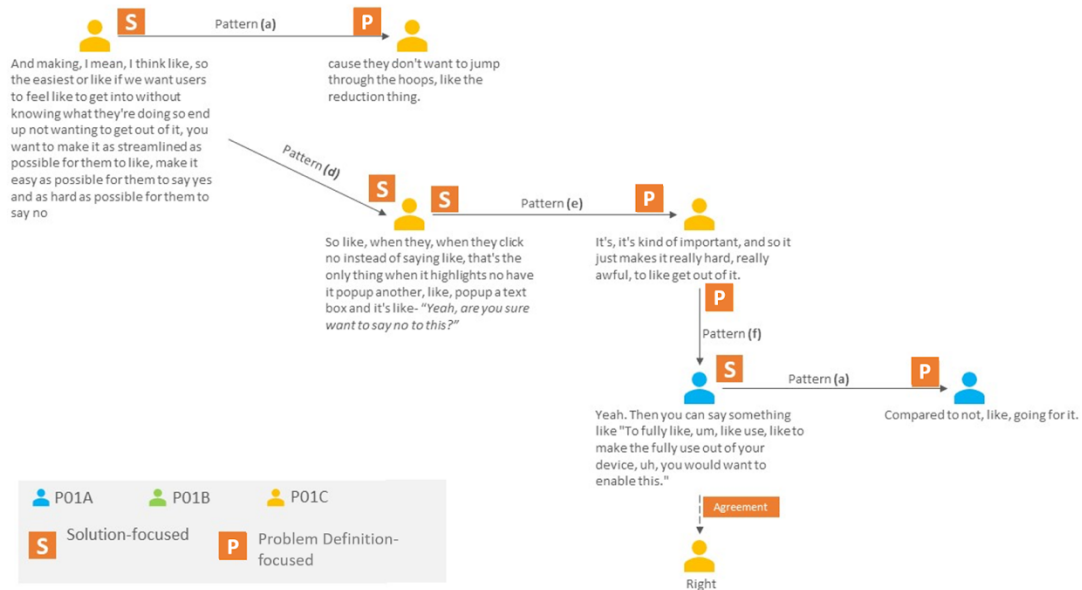 S
Pattern (a)
P
And making, I mean, I think like, so
the easiest or like if we want users
to feel like to get into without
knowing what they're doing so end
up not wanting to get out of it, you
want to make it as streamlined as
possible for them to like, make it
easy as possible for them to say yes
and as hard as possible for them to
say no
cause they don't want to jump
through the hoops, like the
reduction thing.
Pattern (d)
S
S
Pattern (e)
P
So like, when they, when they click
no instead of saying like, that's the
only thing when it highlights no have
it popup another, like, popup a text
box and it's like- “Yeah, are you sure
want to say no to this?”
It's, it's kind of important, and so it
just makes it really hard, really
awful, to like get out of it.
P
Pattern (f)
S
Pattern (a)
P
Yeah. Then you can say something
like "To fully like, um, like use, like to
make the fully use out of your
device, uh, you would want to
enable this."
Compared to not, like, going for it.
Agreement
Right
P01A
P01B
P01C
S
Solution-focused
P
Problem Definition-
focused